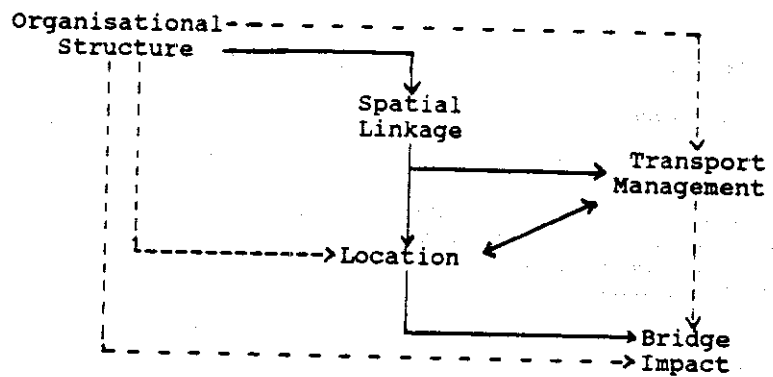 Organisational
Structure
Spatial
Linkage
Transport
Management
Location
Bridge
Impact